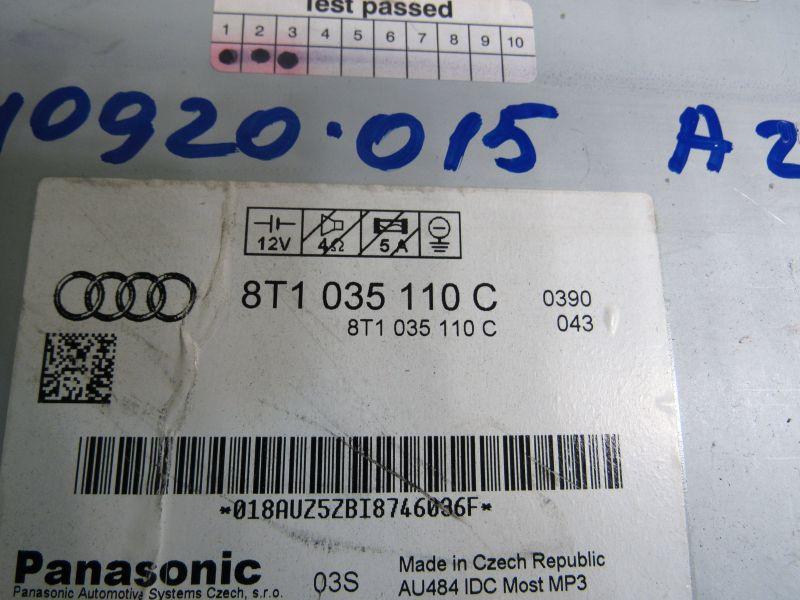 Test passed
1 2 3 4 5 6 7 8 9 10
10920.015 A2
12V 4Ω 5A
8T1 035 110 C 0390
8T1 035 110 C 043
*018AUZ5ZBI8746036F*
Panasonic 03S Made in Czech Republic
Panasonic Automotive Systems Czech, s.r.o. AU484 IDC Most MP3